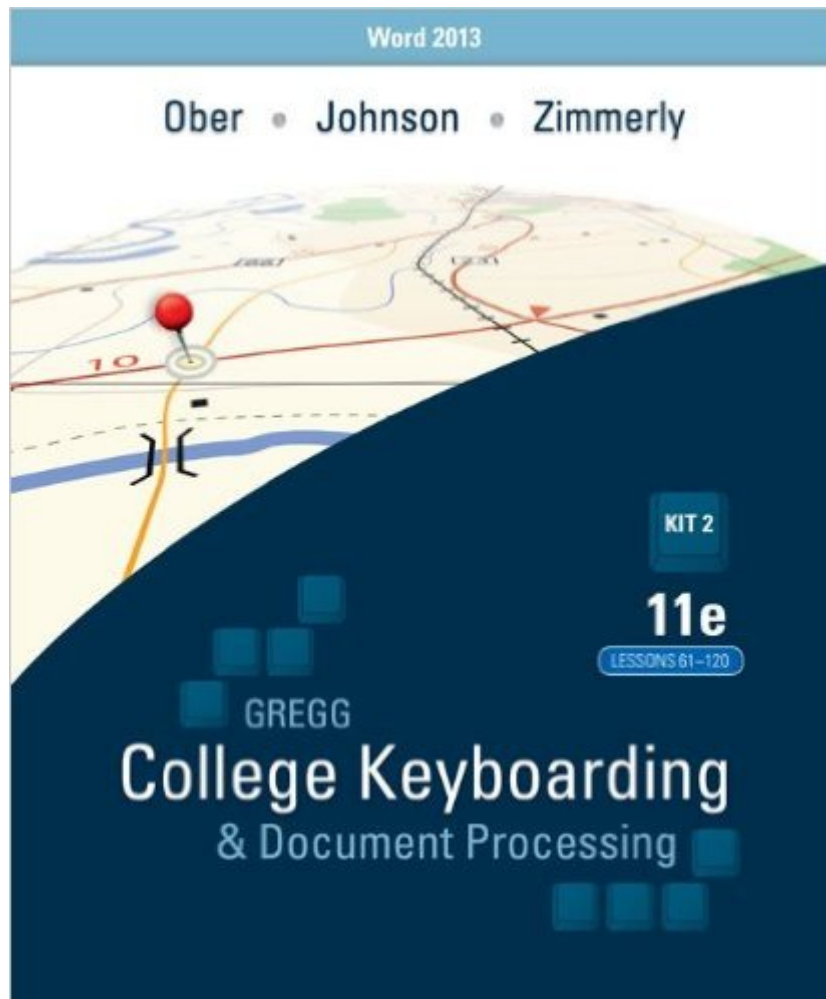 Word 2013
Ober • Johnson • Zimmerly
10
KIT 2
11e
LESSONS 61–120
GREGG
College Keyboarding
& Document Processing